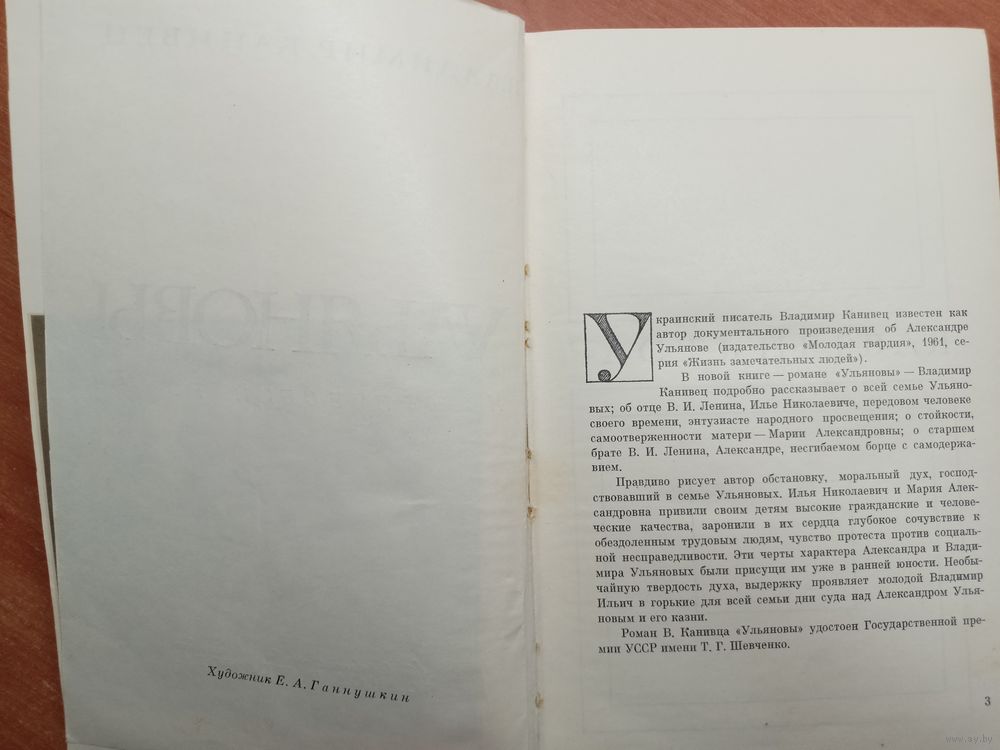 Художник Е. А. Ганнушкин
Украинский писатель Владимир Канивец известен как
автор документального произведения об Александре
Ульянове (издательство «Молодая гвардия», 1961, се-
рия «Жизнь замечательных людей»).
В новой книге — романе «Ульяновы» — Владимир
Канивец подробно рассказывает о всей семье Ульяно-
вых; об отце В. И. Ленина, Илье Николаевиче, передовом человеке
своего времени, энтузиасте народного просвещения; о стойкости,
самоотверженности матери — Марии Александровны; о старшем
брате В. И. Ленина, Александре, несгибаемом борце с самодержа-
вием.
Правдиво рисует автор обстановку, моральный дух, господ-
ствовавший в семье Ульяновых. Илья Николаевич и Мария Алек-
сандровна привили своим детям высокие гражданские и челове-
ческие качества, заронили в их сердца глубокое сочувствие к
обездоленным трудовым людям, чувство протеста против социаль-
ной несправедливости. Эти черты характера Александра и Влади-
мира Ульяновых были присущи им уже в ранней юности. Необы-
чайную твердость духа, выдержку проявляет молодой Владимир
Ильич в горькие для всей семьи дни суда над Александром Улья-
новым и его казни.
Роман В. Канивца «Ульяновы» удостоен Государственной пре-
мии УССР имени Т. Г. Шевченко.
3
www.ay.by